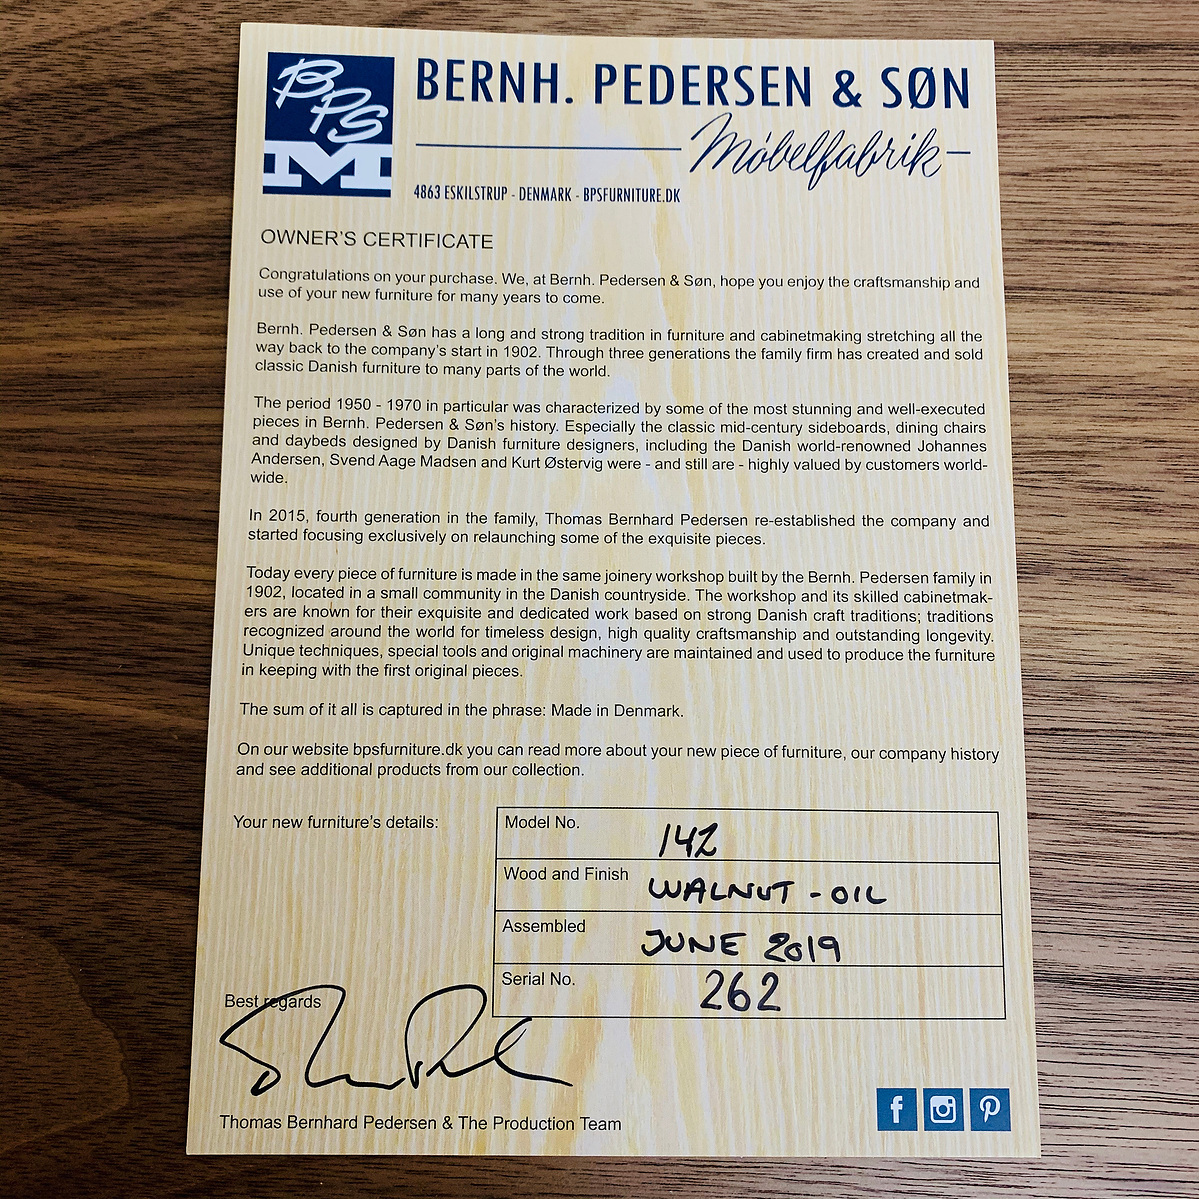 BPS
M
BERNH. PEDERSEN & SØN
Møbelfabrik
4863 ESKILSTRUP - DENMARK - BPSFURNITURE.DK
OWNER'S CERTIFICATE
Congratulations on your purchase. We, at Bernh. Pedersen & Søn, hope you enjoy the craftsmanship and
use of your new furniture for many years to come.
Bernh. Pedersen & Søn has a long and strong tradition in furniture and cabinetmaking stretching all the
way back to the company's start in 1902. Through three generations the family firm has created and sold
classic Danish furniture to many parts of the world.
The period 1950 - 1970 in particular was characterized by some of the most stunning and well-executed
pieces in Bernh. Pedersen & Søn's history. Especially the classic mid-century sideboards, dining chairs
and daybeds designed by Danish furniture designers, including the Danish world-renowned Johannes
Andersen, Svend Aage Madsen and Kurt Østervig were - and still are - highly valued by customers world-
wide.
In 2015, fourth generation in the family, Thomas Bernhard Pedersen re-established the company and
started focusing exclusively on relaunching some of the exquisite pieces.
Today every piece of furniture is made in the same joinery workshop built by the Bernh. Pedersen family in
1902, located in a small community in the Danish countryside. The workshop and its skilled cabinetmak-
ers are known for their exquisite and dedicated work based on strong Danish craft traditions; traditions
recognized around the world for timeless design, high quality craftsmanship and outstanding longevity.
Unique techniques, special tools and original machinery are maintained and used to produce the furniture
in keeping with the first original pieces.
The sum of it all is captured in the phrase: Made in Denmark.
On our website bpsfurniture.dk you can read more about your new piece of furniture, our company history
and see additional products from our collection.
Your new furniture's details:
Model No. 142
Wood and Finish WALNUT - OIL
Assembled JUNE 2019
Serial No. 262
Best regards
Thomas Bernhard Pedersen & The Production Team